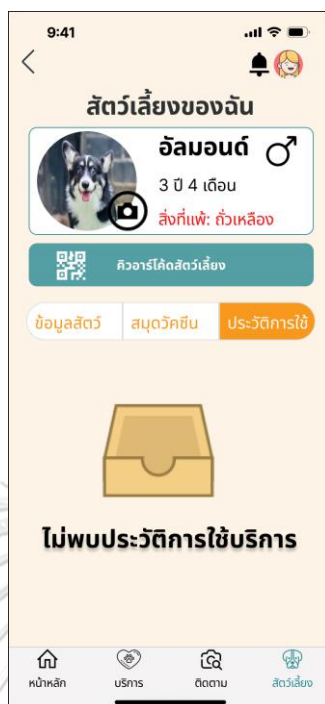 9:41
สัตว์เลี้ยงของฉัน
อัลมอนด์
3 ปี 4 เดือน
สิ่งที่แพ้: ถั่วเหลือง
คิวอาร์โค้ดสัตว์เลี้ยง
ข้อมูลสัตว์ สมุดวัคซีน ประวัติการใช้
ไม่พบประวัติการใช้บริการ
หน้าหลัก บริการ ติดตาม สัตว์เลี้ยง